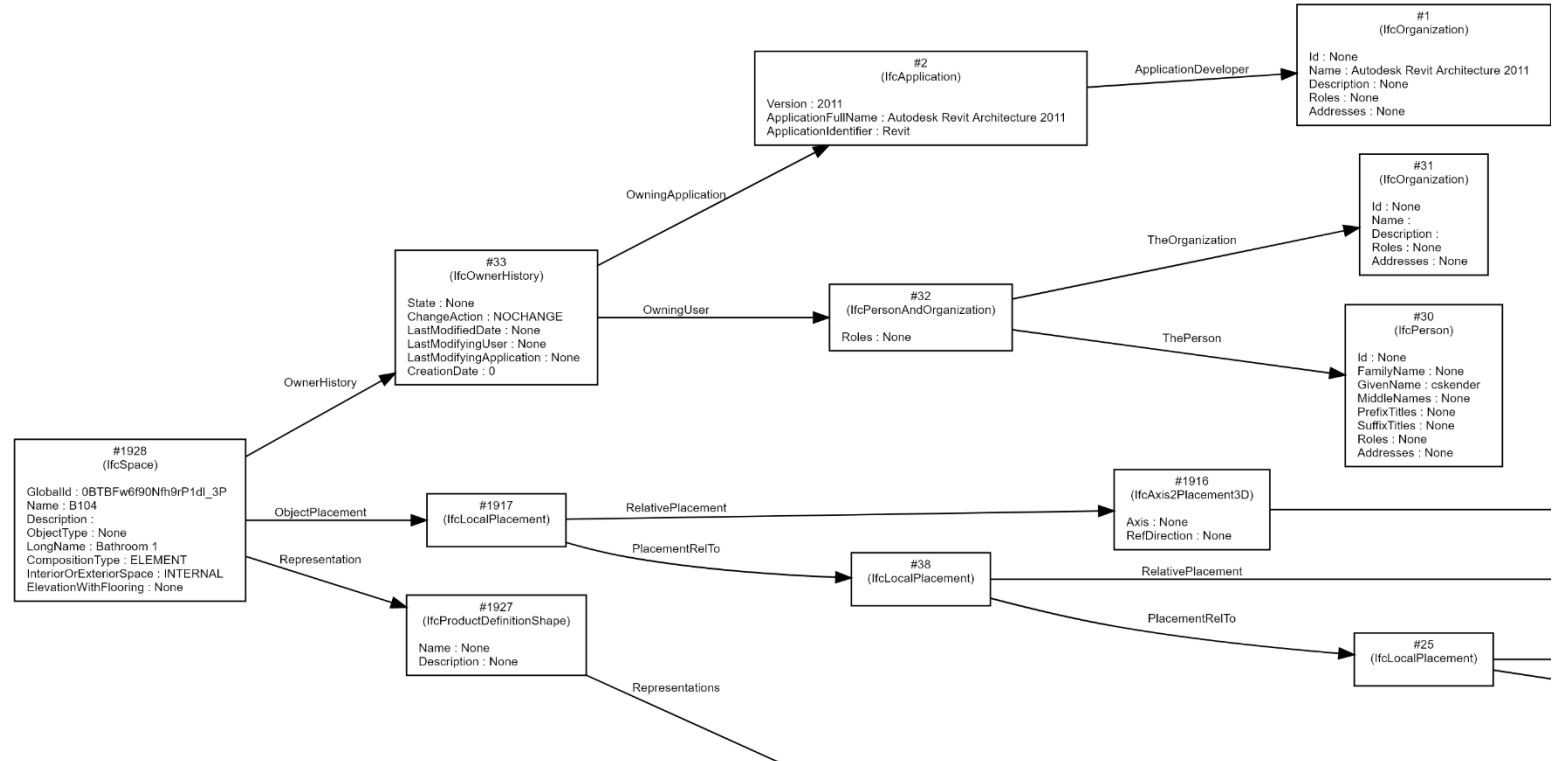 #1
(IfcOrganization)
Id : None
Name : Autodesk Revit Architecture 2011
Description : None
Roles : None
Addresses : None
#2
(IfcApplication)
Version : 2011
ApplicationFullName : Autodesk Revit Architecture 2011
ApplicationIdentifier : Revit
ApplicationDeveloper
#31
(IfcOrganization)
Id : None
Name :
Description :
Roles : None
Addresses : None
OwningApplication
TheOrganization
#33
(IfcOwnerHistory)
State : None
ChangeAction : NOCHANGE
LastModifiedDate : None
LastModifyingUser : None
LastModifyingApplication : None
CreationDate : 0
OwningUser
#32
(IfcPersonAndOrganization)
Roles : None
ThePerson
#30
(IfcPerson)
Id : None
FamilyName : None
GivenName : cskender
MiddleNames : None
PrefixTitles : None
SuffixTitles : None
Roles : None
Addresses : None
OwnerHistory
#1928
(IfcSpace)
GlobalId : 0BTBFw6f90Nfh9rP1dl_3P
Name : B104
Description :
ObjectType : None
LongName : Bathroom 1
CompositionType : ELEMENT
InteriorOrExteriorSpace : INTERNAL
ElevationWithFlooring : None
ObjectPlacement
#1917
(IfcLocalPlacement)
RelativePlacement
#1916
(IfcAxis2Placement3D)
Axis : None
RefDirection : None
PlacementRelTo
#38
(IfcLocalPlacement)
RelativePlacement
Representation
#1927
(IfcProductDefinitionShape)
Name : None
Description : None
PlacementRelTo
#25
(IfcLocalPlacement)
Representations